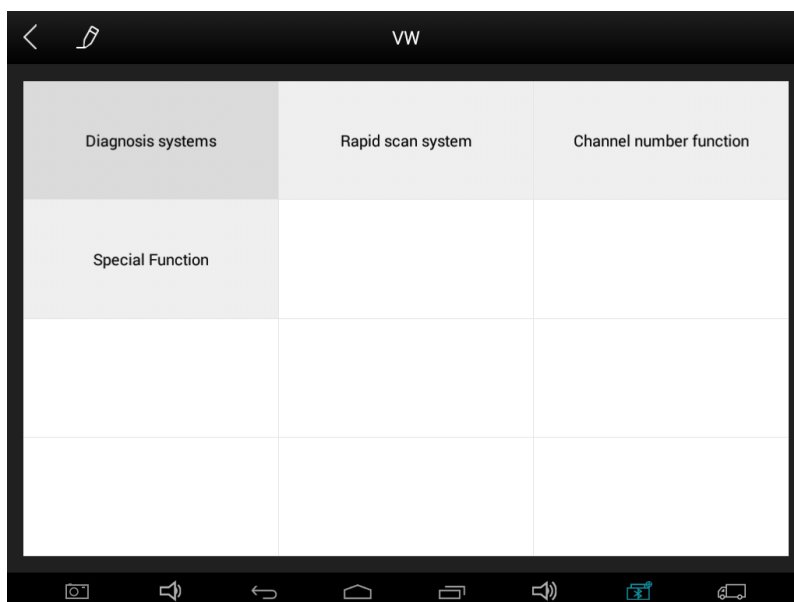 VW
Diagnosis systems
Rapid scan system
Channel number function
Special Function